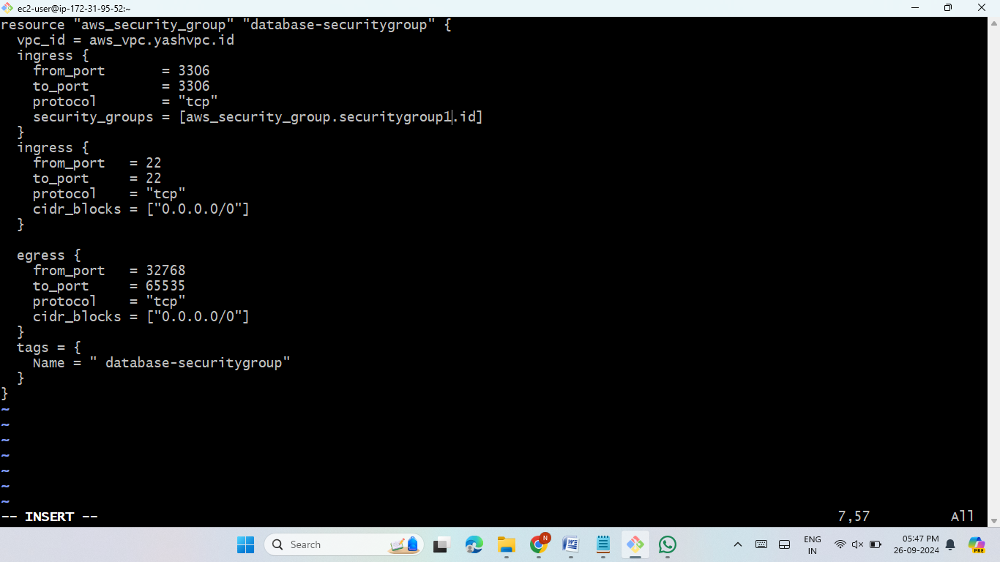 ec2-user@ip-172-31-95-52:~
resource "aws_security_group" "database-securitygroup" {
  vpc_id = aws_vpc.yashvpc.id
  ingress {
    from_port       = 3306
    to_port         = 3306
    protocol        = "tcp"
    security_groups = [aws_security_group.securitygroup1.id]
  }
  ingress {
    from_port   = 22
    to_port     = 22
    protocol    = "tcp"
    cidr_blocks = ["0.0.0.0/0"]
  }

  egress {
    from_port   = 32768
    to_port     = 65535
    protocol    = "tcp"
    cidr_blocks = ["0.0.0.0/0"]
  }
  tags = {
    Name = " database-securitygroup"
  }
}
~
~
~
~
~
~
~
-- INSERT -- 7,57 All
Search N ENG 05:47 PM
IN 26-09-2024 PRE